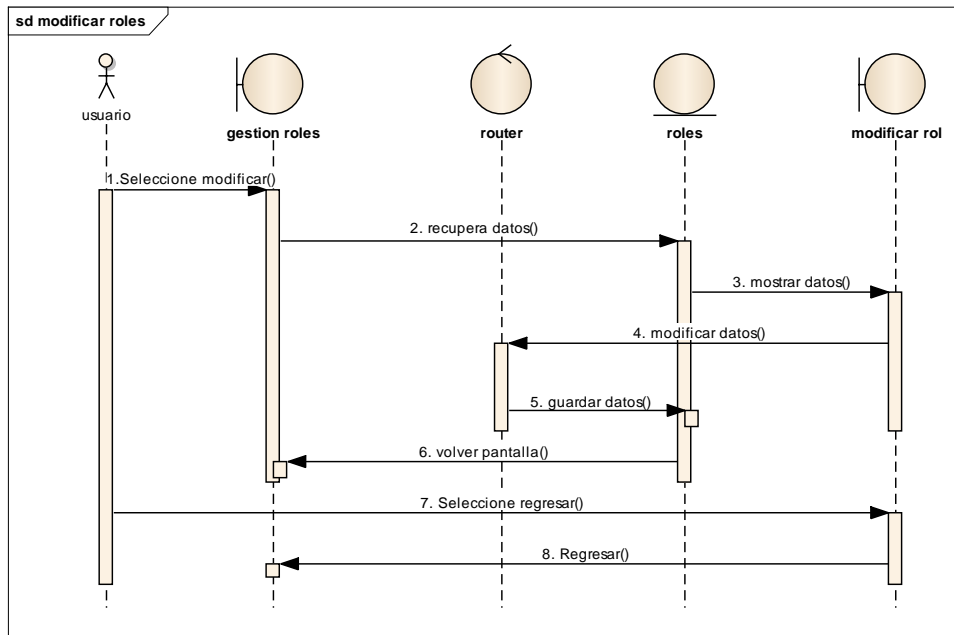 sd modificar roles
usuario
gestion roles
router
roles
modificar rol
1.Seleccione modificar()
2. recupera datos()
3. mostrar datos()
4. modificar datos()
5. guardar datos()
6. volver pantalla()
7. Seleccione regresar()
8. Regresar()